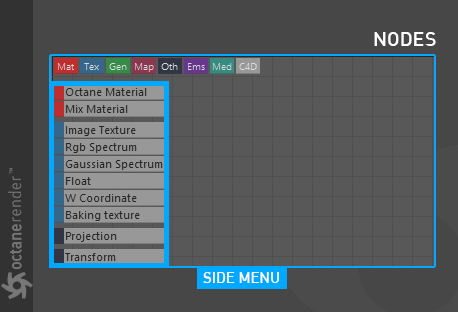 NODES
Mat Tex Gen Map Oth Ems Med C4D
Octane Material
Mix Material
Image Texture
Rgb Spectrum
Gaussian Spectrum
Float
W Coordinate
Baking texture
Projection
Transform
SIDE MENU
octanerender™